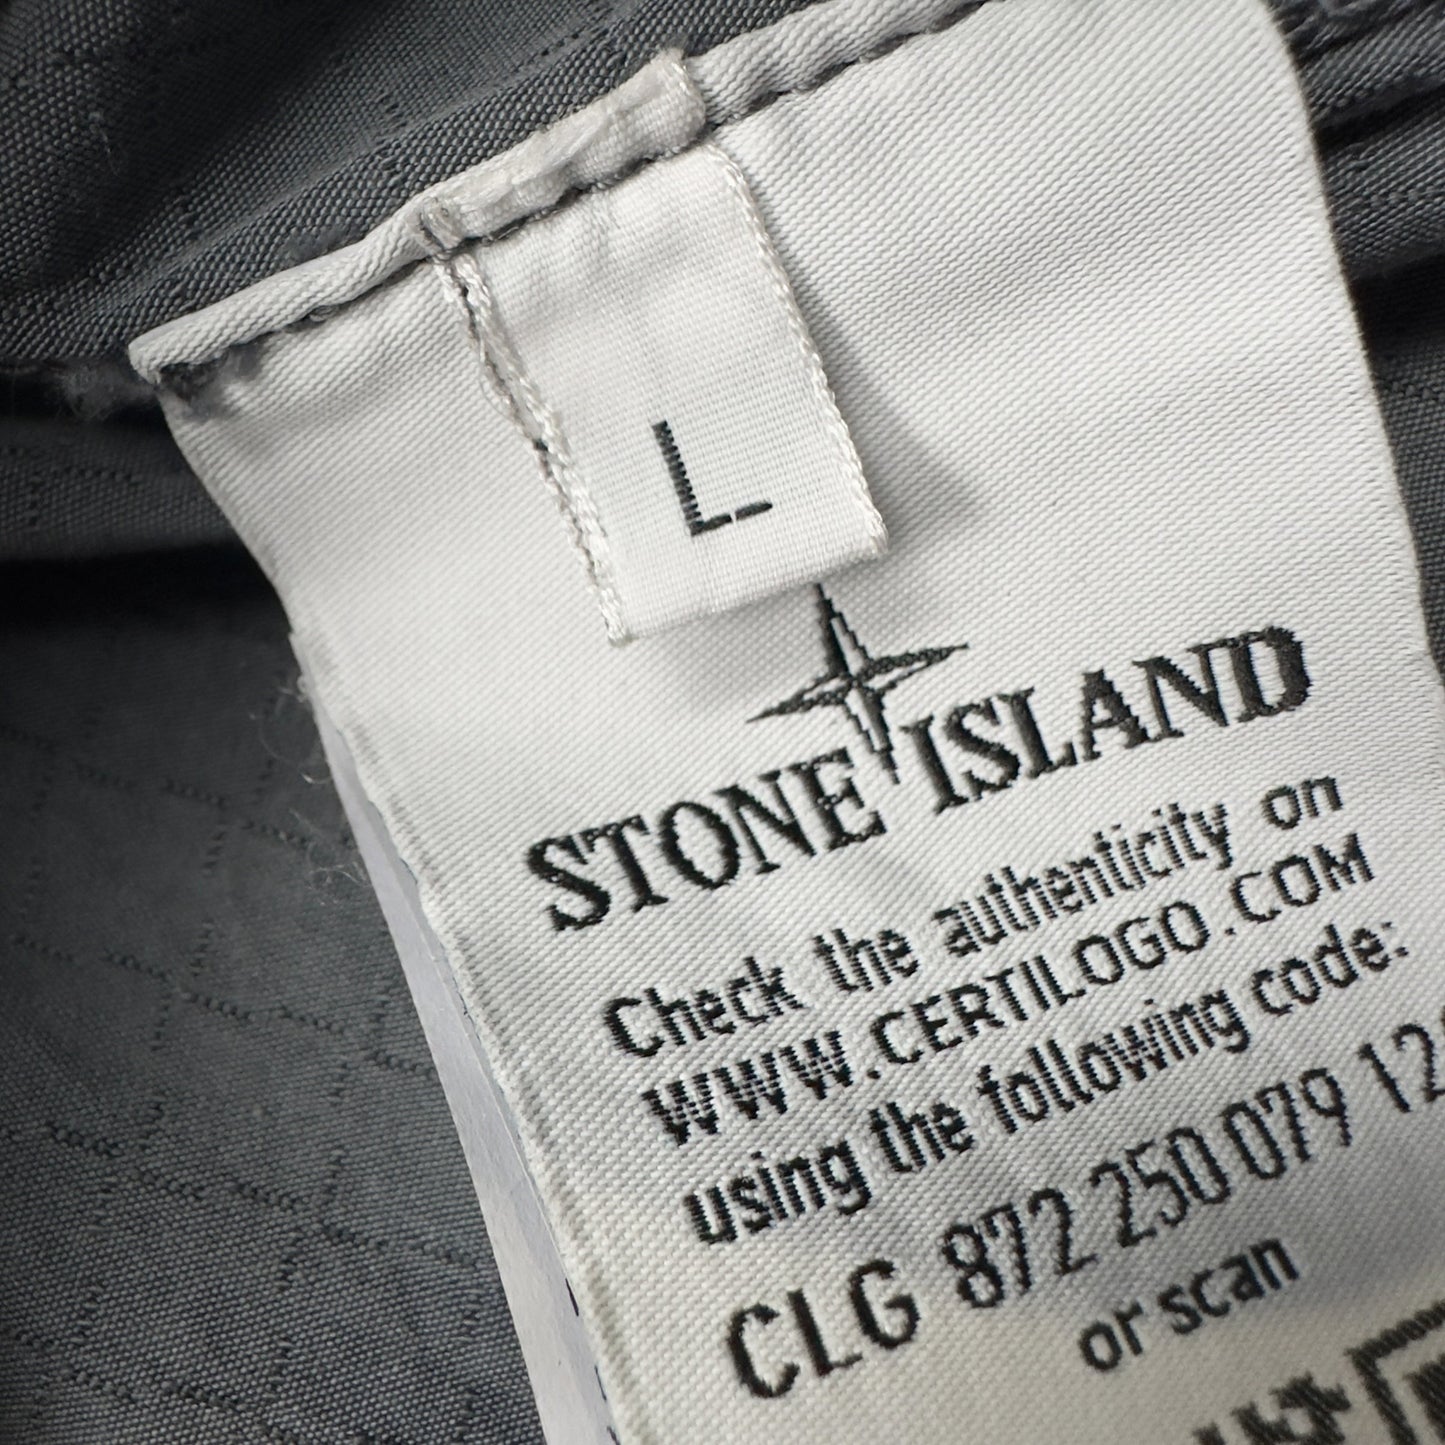 L
STONE ISLAND
Check the authenticity on
WWW.CERTILOGO.COM
using the following code:
CLG 872 250 079 12
or scan